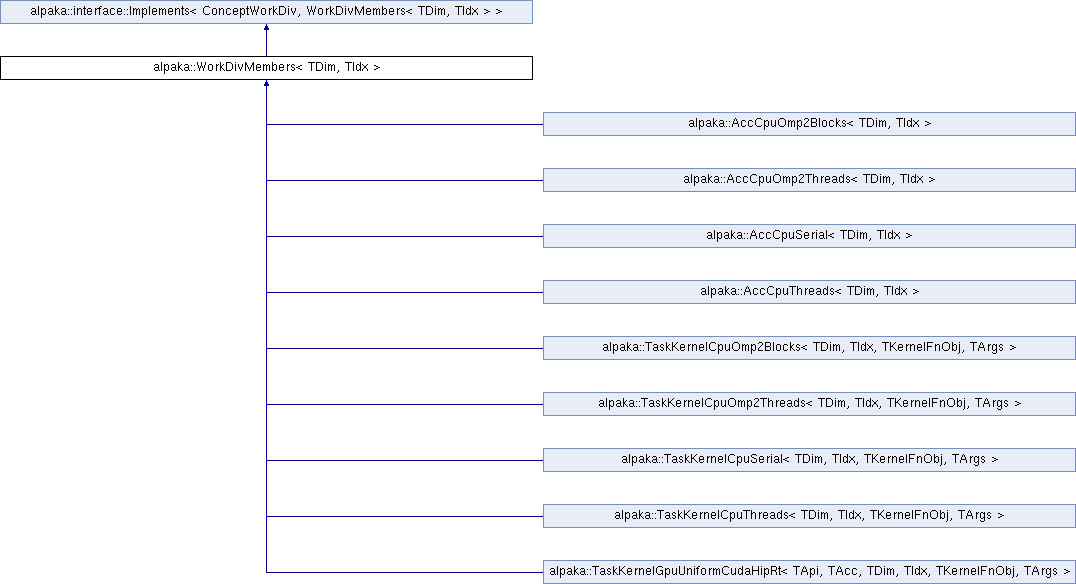 alpaka::interface::Implements< ConceptWorkDiv, WorkDivMembers< TDim, TIdx > >
alpaka::WorkDivMembers< TDim, TIdx >
alpaka::AccCpuOmp2Blocks< TDim, TIdx >
alpaka::AccCpuOmp2Threads< TDim, TIdx >
alpaka::AccCpuSerial< TDim, TIdx >
alpaka::AccCpuThreads< TDim, TIdx >
alpaka::TaskKernelCpuOmp2Blocks< TDim, TIdx, TKernelFnObj, TArgs >
alpaka::TaskKernelCpuOmp2Threads< TDim, TIdx, TKernelFnObj, TArgs >
alpaka::TaskKernelCpuSerial< TDim, TIdx, TKernelFnObj, TArgs >
alpaka::TaskKernelCpuThreads< TDim, TIdx, TKernelFnObj, TArgs >
alpaka::TaskKernelGpuUniformCudaHipRt< TApi, TAcc, TDim, TIdx, TKernelFnObj, TArgs >